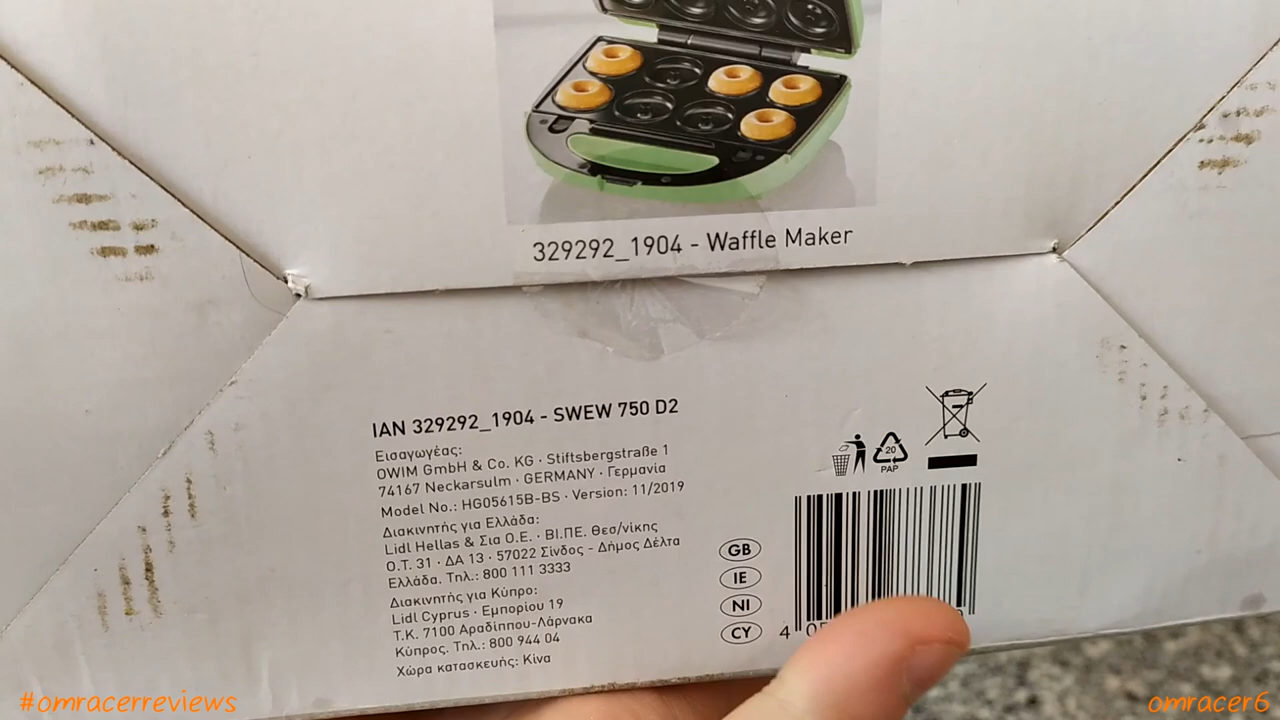 329292_1904 - Waffle Maker
IAN 329292_1904 - SWEW 750 D2
Εισαγωγέας:
OWIM GmbH & Co. KG · Stiftsbergstraße 1
74167 Neckarsulm · GERMANY · Γερμανία
Model No.: HG05615B-BS · Version: 11/2019
Διακινητής για Ελλάδα:
Lidl Hellas & Σια Ο.Ε. · ΒΙ.ΠΕ. Θεσ/νίκης
Ο.Τ. 31 · ΔΑ 13 · 57022 Σίνδος - Δήμος Δέλτα
Ελλάδα. Τηλ.: 800 111 3333
Διακινητής για Κύπρο:
Lidl Cyprus · Εμπορίου 19
Τ.Κ. 7100 Αραδίππου-Λάρνακα
Κύπρος. Τηλ.: 800 944 04
Χώρα κατασκευής: Κίνα
20
PAP
GB
IE
NI
CY
4
#omracerreviews
omracer6